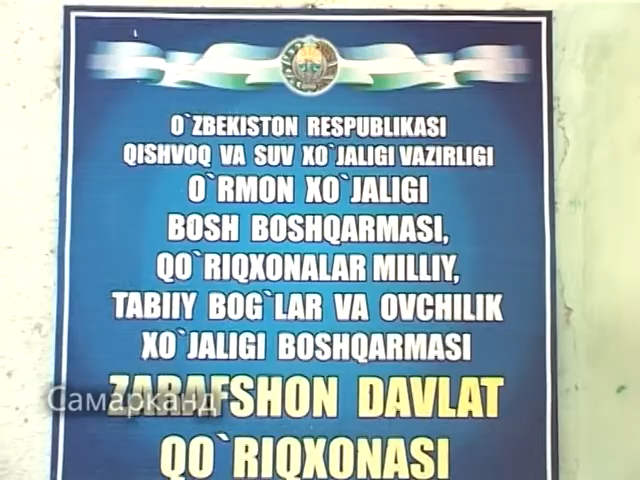 O`ZBEKISTON RESPUBLIKASI
QISHVOQ VA SUV XO`JALIGI VAZIRLIGI
O`RMON XO`JALIGI
BOSH BOSHQARMASI,
QO`RIQXONALAR MILLIY,
TABIIY BOG`LAR VA OVCHILIK
XO`JALIGI BOSHQARMASI
ZARAFSHON DAVLAT
Самарканд
QO`RIQXONASI